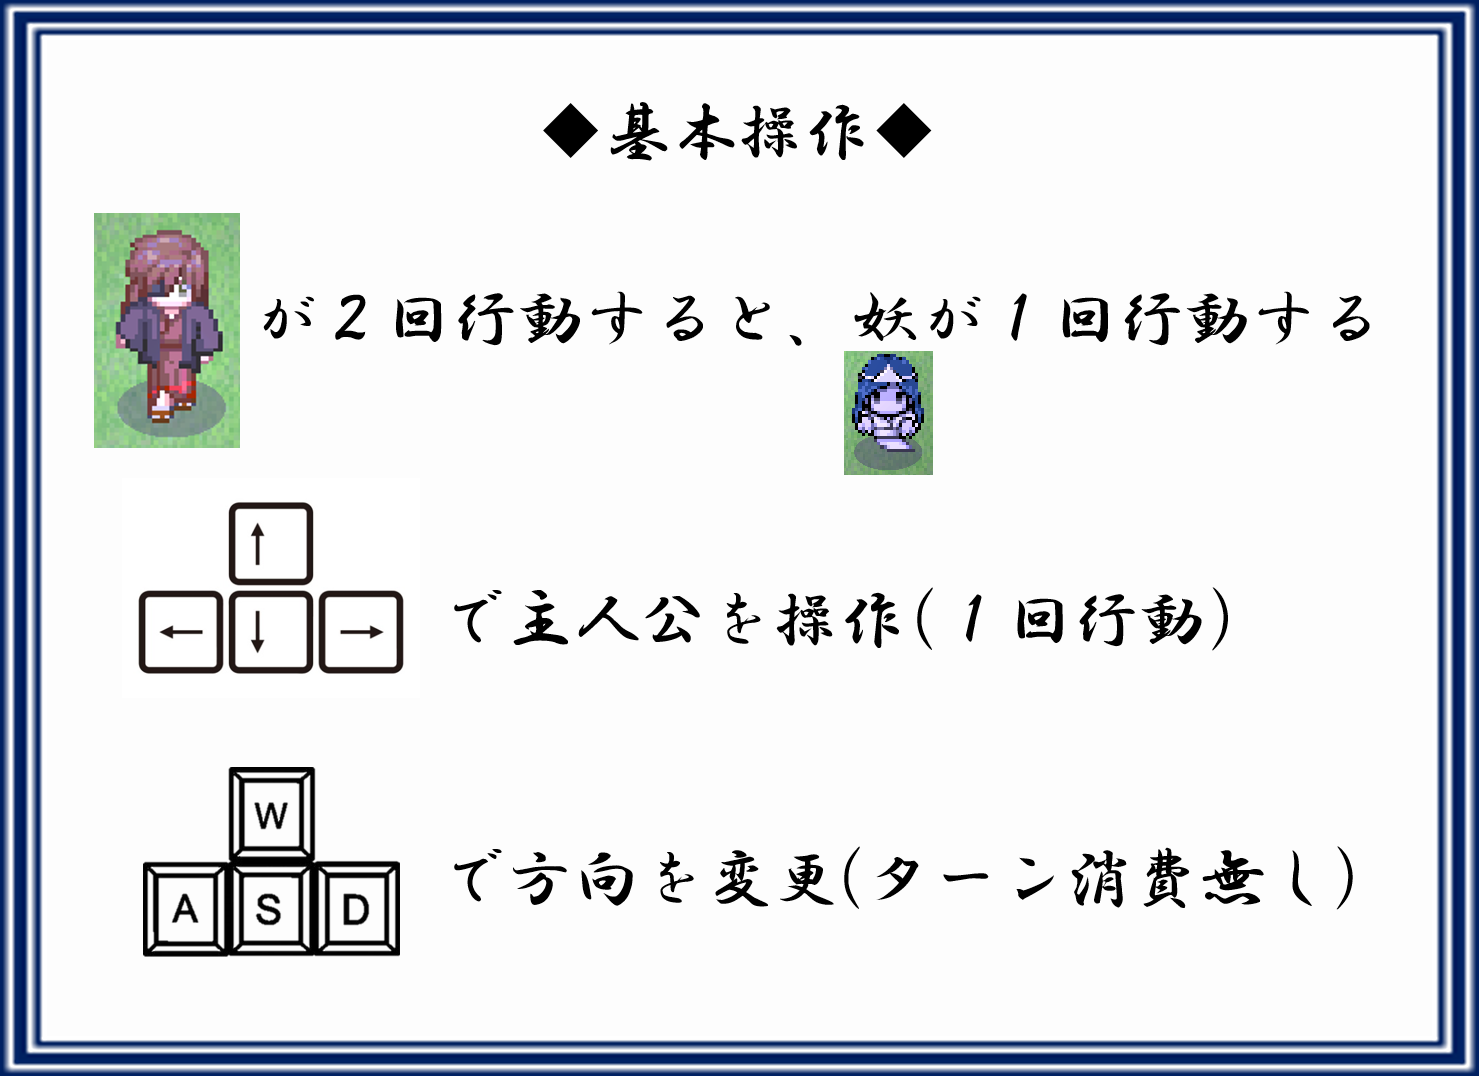 ◆基本操作◆
が2回行動すると、妖が1回行動する
↑
← ↓ →
で主人公を操作(1回行動)
W
A S D
で方向を変更(ターン消費無し)